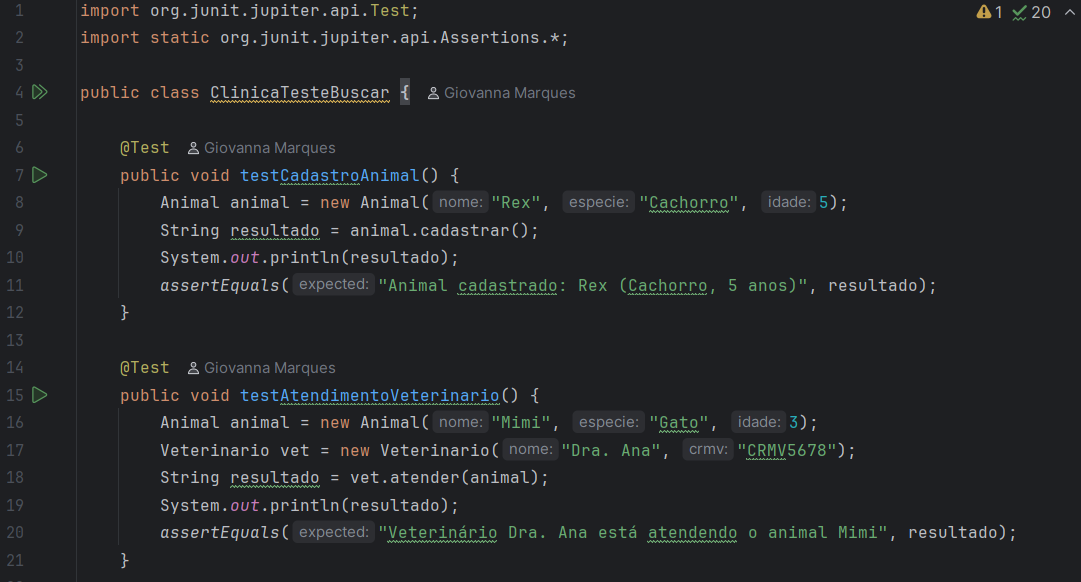 1 import org.junit.jupiter.api.Test; 1 20
2 import static org.junit.jupiter.api.Assertions.*;
3
4 public class ClinicaTesteBuscar { Giovanna Marques
5
6 @Test Giovanna Marques
7 public void testCadastroAnimal() {
8 Animal animal = new Animal( nome: "Rex", especie: "Cachorro", idade: 5);
9 String resultado = animal.cadastrar();
10 System.out.println(resultado);
11 assertEquals( expected: "Animal cadastrado: Rex (Cachorro, 5 anos)", resultado);
12 }
13
14 @Test Giovanna Marques
15 public void testAtendimentoVeterinario() {
16 Animal animal = new Animal( nome: "Mimi", especie: "Gato", idade: 3);
17 Veterinario vet = new Veterinario( nome: "Dra. Ana", crmv: "CRMV5678");
18 String resultado = vet.atender(animal);
19 System.out.println(resultado);
20 assertEquals( expected: "Veterinário Dra. Ana está atendendo o animal Mimi", resultado);
21 }